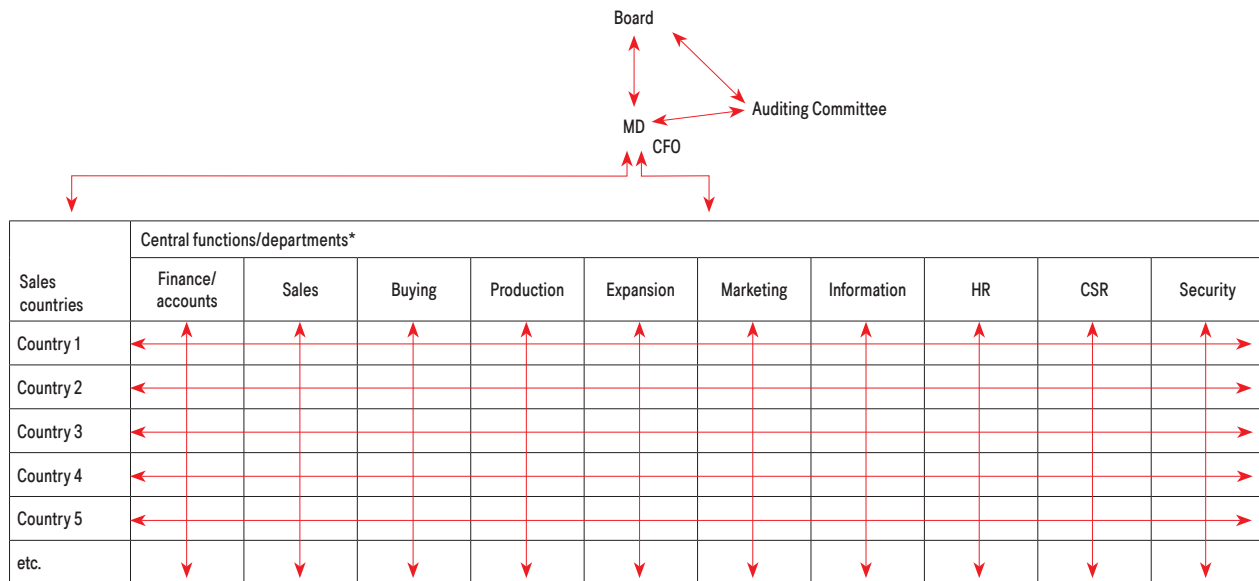 Board
Auditing Committee
MD
CFO
Central functions/departments*
Sales
countries
Finance/
accounts
Sales
Buying
Production
Expansion
Marketing
Information
HR
CSR
Security
Country 1
Country 2
Country 3
Country 4
Country 5
etc.